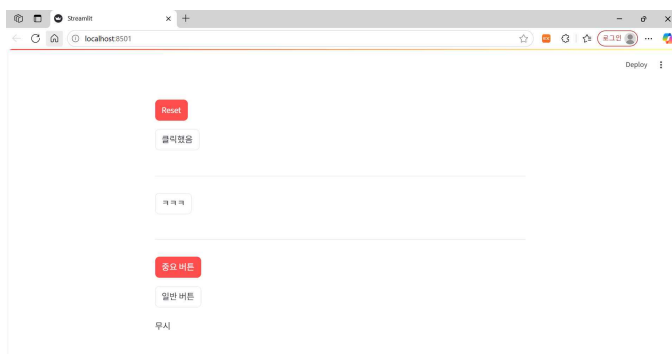 Streamlit
localhost:8501
로그인
Deploy
Reset
클릭했음
ㅋㅋㅋ
중요 버튼
일반 버튼
무시